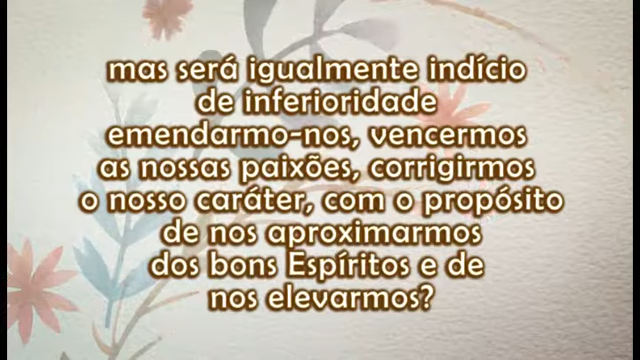 mas será igualmente indício
de inferioridade
emendarmo-nos, vencermos
as nossas paixões, corrigirmos
o nosso caráter, com o propósito
de nos aproximarmos
dos bons Espíritos e de
nos elevarmos?